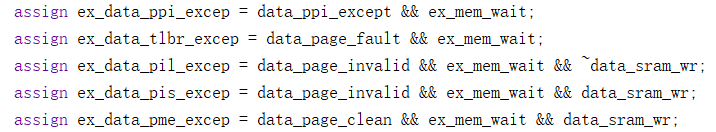 assign ex_data_ppi_excep = data_ppi_except && ex_mem_wait;
assign ex_data_tlbr_excep = data_page_fault && ex_mem_wait;
assign ex_data_pil_excep = data_page_invalid && ex_mem_wait && ~data_sram_wr;
assign ex_data_pis_excep = data_page_invalid && ex_mem_wait && data_sram_wr;
assign ex_data_pme_excep = data_page_clean && ex_mem_wait && data_sram_wr;